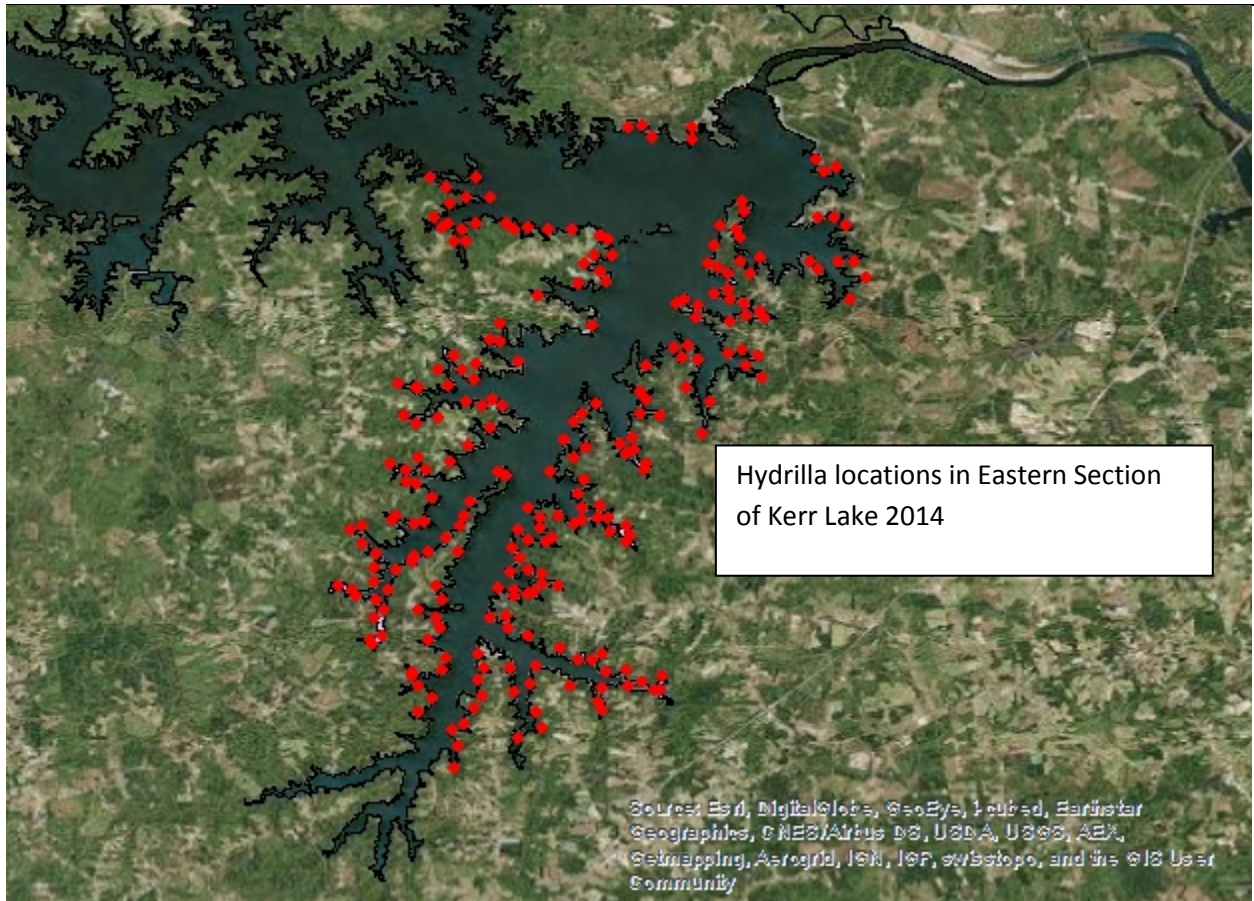 Hydrilla locations in Eastern Section
of Kerr Lake 2014
Source: Esri, DigitalGlobe, GeoEye, i-cubed, Earthstar
Geographics, CNES/Airbus DS, USDA, USGS, AEX,
Getmapping, Aerogrid, IGN, IGP, swisstopo, and the GIS User
Community